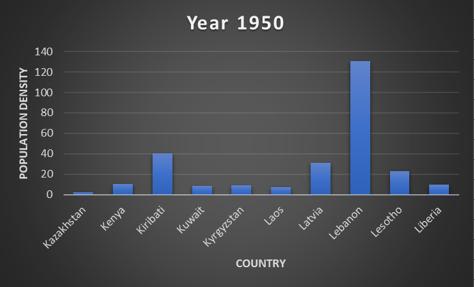 Year 1950
POPULATION DENSITY
140
120
100
80
60
40
20
0
Kazakhstan
Kenya
Kiribati
Kuwait
Kyrgyzstan
Laos
Latvia
Lebanon
Lesotho
Liberia
COUNTRY